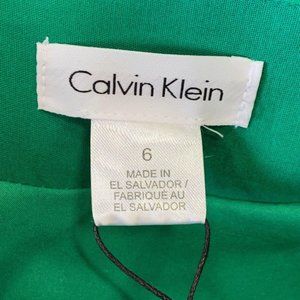 Calvin Klein
6
MADE IN
EL SALVADOR /
FABRIQUÉ AU
EL SALVADOR